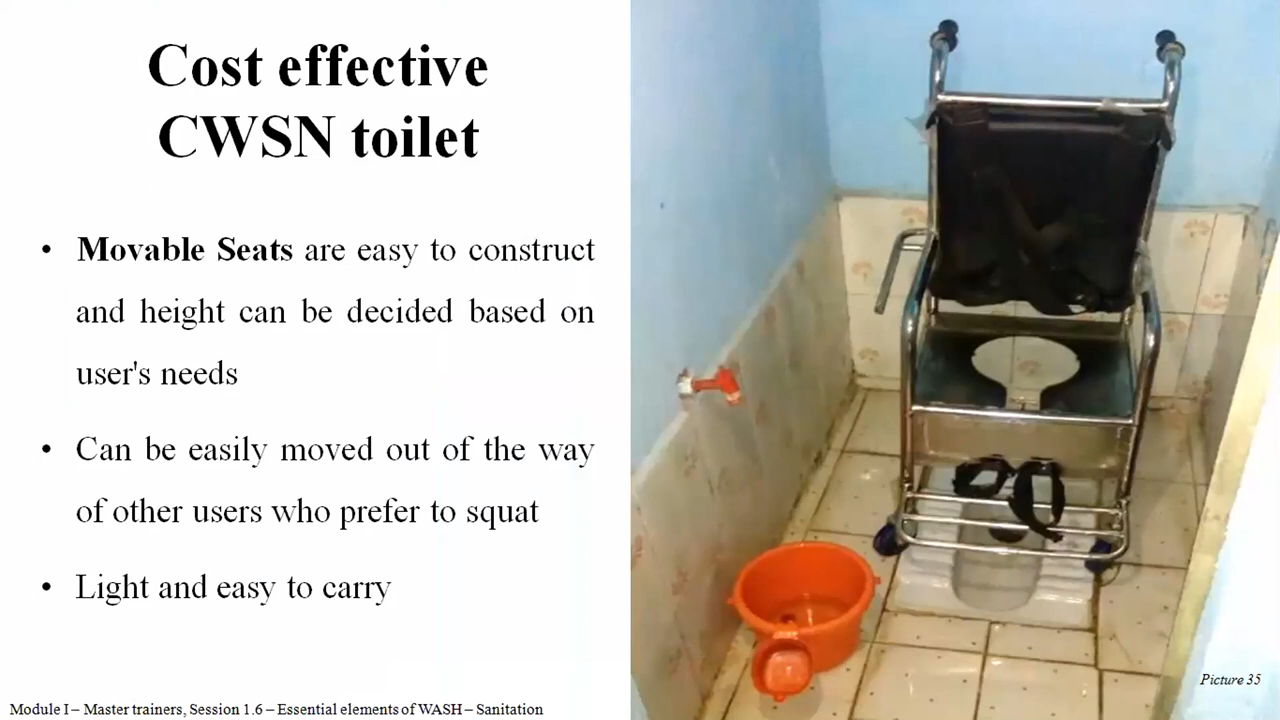 Cost effective
CWSN toilet
• Movable Seats are easy to construct
and height can be decided based on
user's needs
• Can be easily moved out of the way
of other users who prefer to squat
• Light and easy to carry
Picture 35
Module I – Master trainers, Session 1.6 – Essential elements of WASH – Sanitation